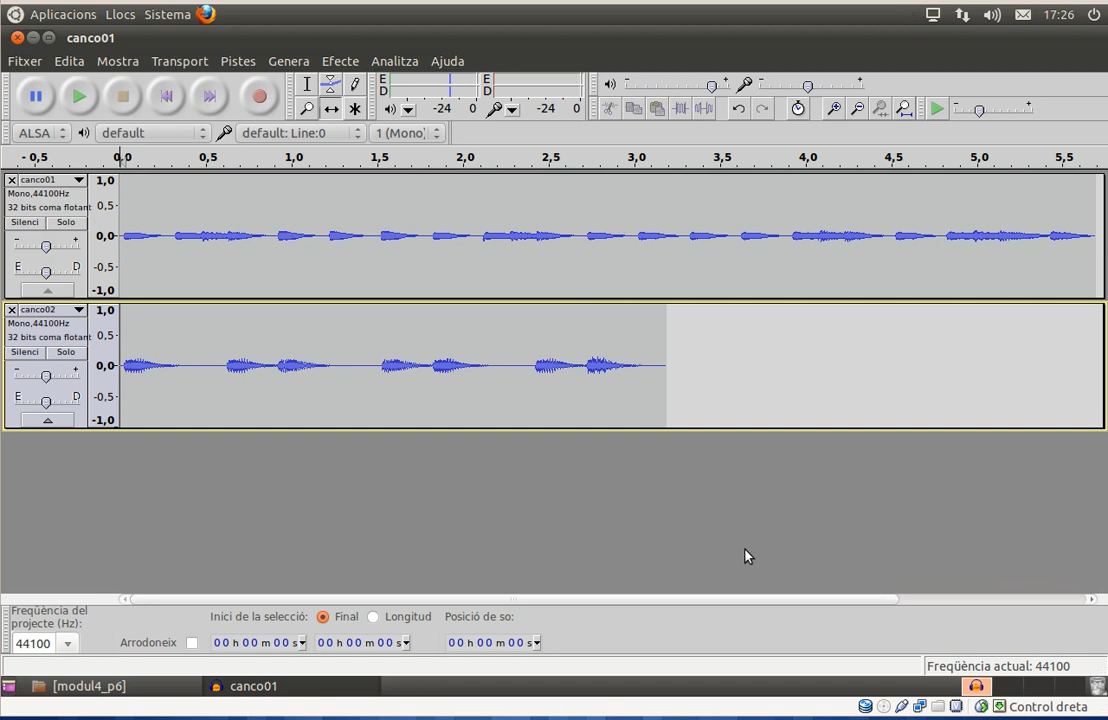 Aplicacions Llocs Sistema 17:26
canco01
Fitxer Edita Mostra Transport Pistes Genera Efecte Analitza Ajuda
E E
D D
-24 0 -24 0
ALSA default default: Line:0 1 (Mono)
- 0,5 0,0 0,5 1,0 1,5 2,0 2,5 3,0 3,5 4,0 4,5 5,0 5,5
canco01
Mono,44100Hz
32 bits coma flotant
Silenci Solo
- +
E D
1,0
0,5
0,0
-0,5
-1,0
canco02
Mono,44100Hz
32 bits coma flotant
Silenci Solo
- +
E D
1,0
0,5
0,0
-0,5
-1,0
Freqüència del
projecte (Hz):
44100
Inici de la selecció: Final Longitud Posició de so:
Arrodoneix 00 h 00 m 00 s 00 h 00 m 00 s 00 h 00 m 00 s
Freqüència actual: 44100
[modul4_p6] canco01
Control dreta